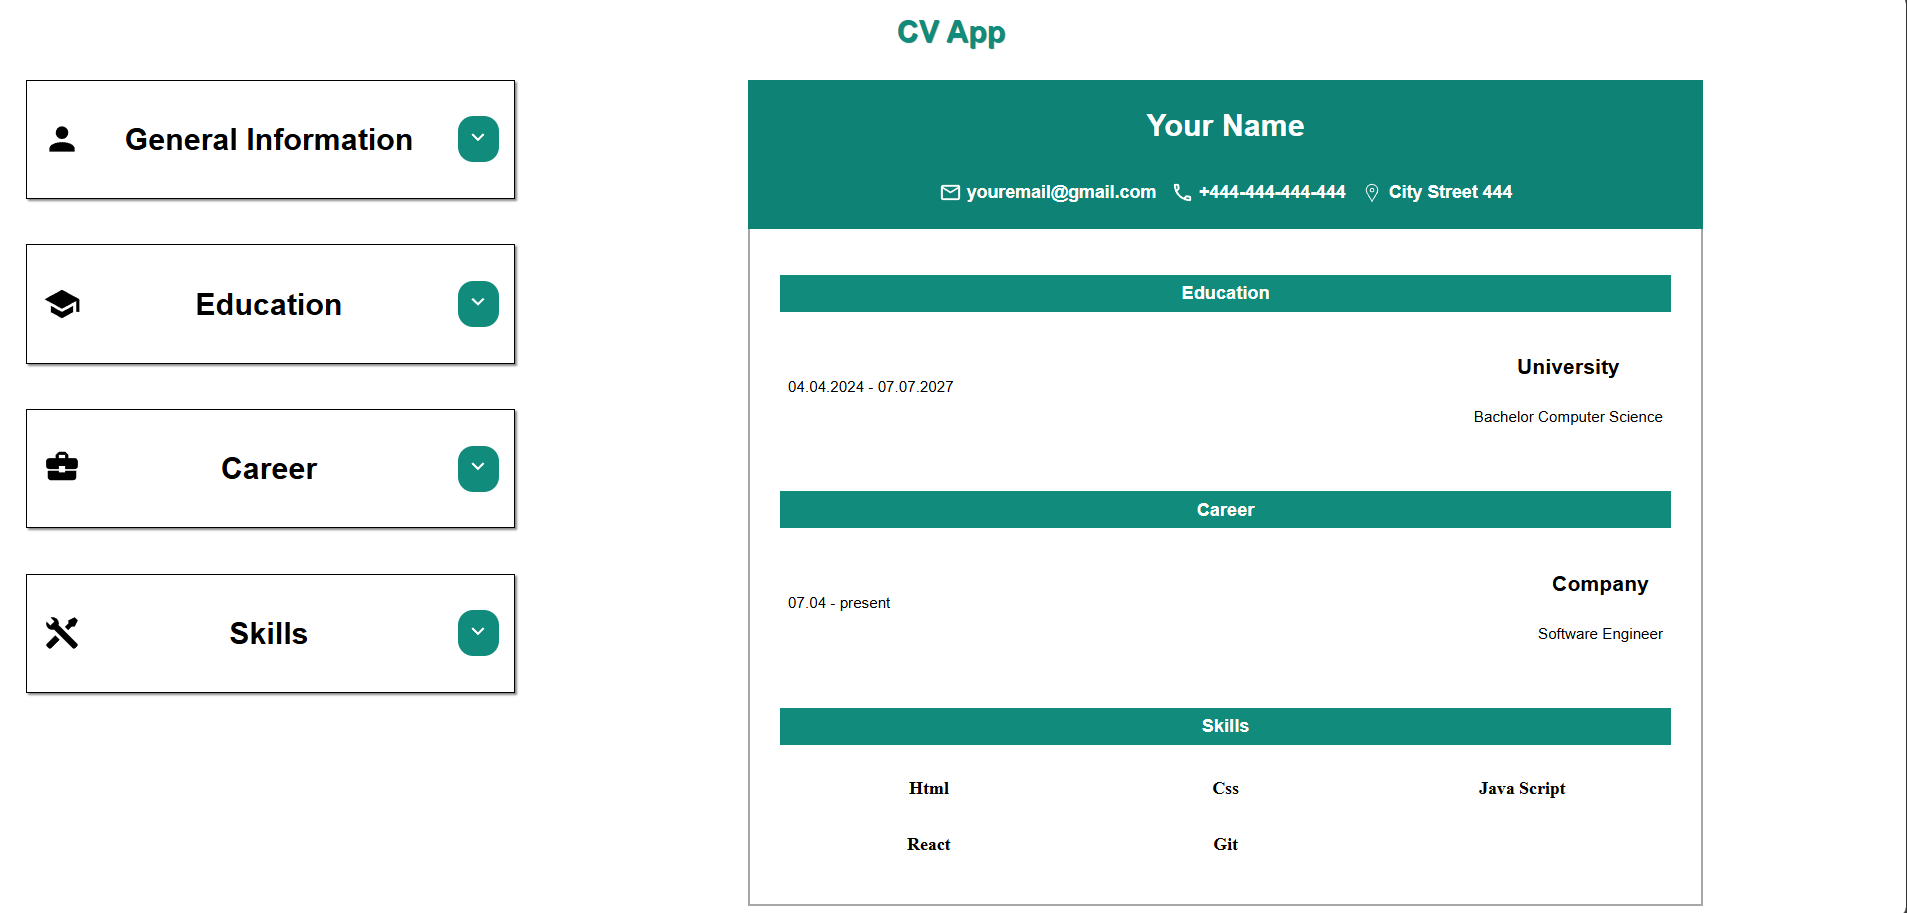 CV App
General Information
Education
Career
Skills
Your Name
youremail@gmail.com +444-444-444-444 City Street 444
Education
University
04.04.2024 - 07.07.2027
Bachelor Computer Science
Career
Company
07.04 - present
Software Engineer
Skills
Html Css Java Script
React Git